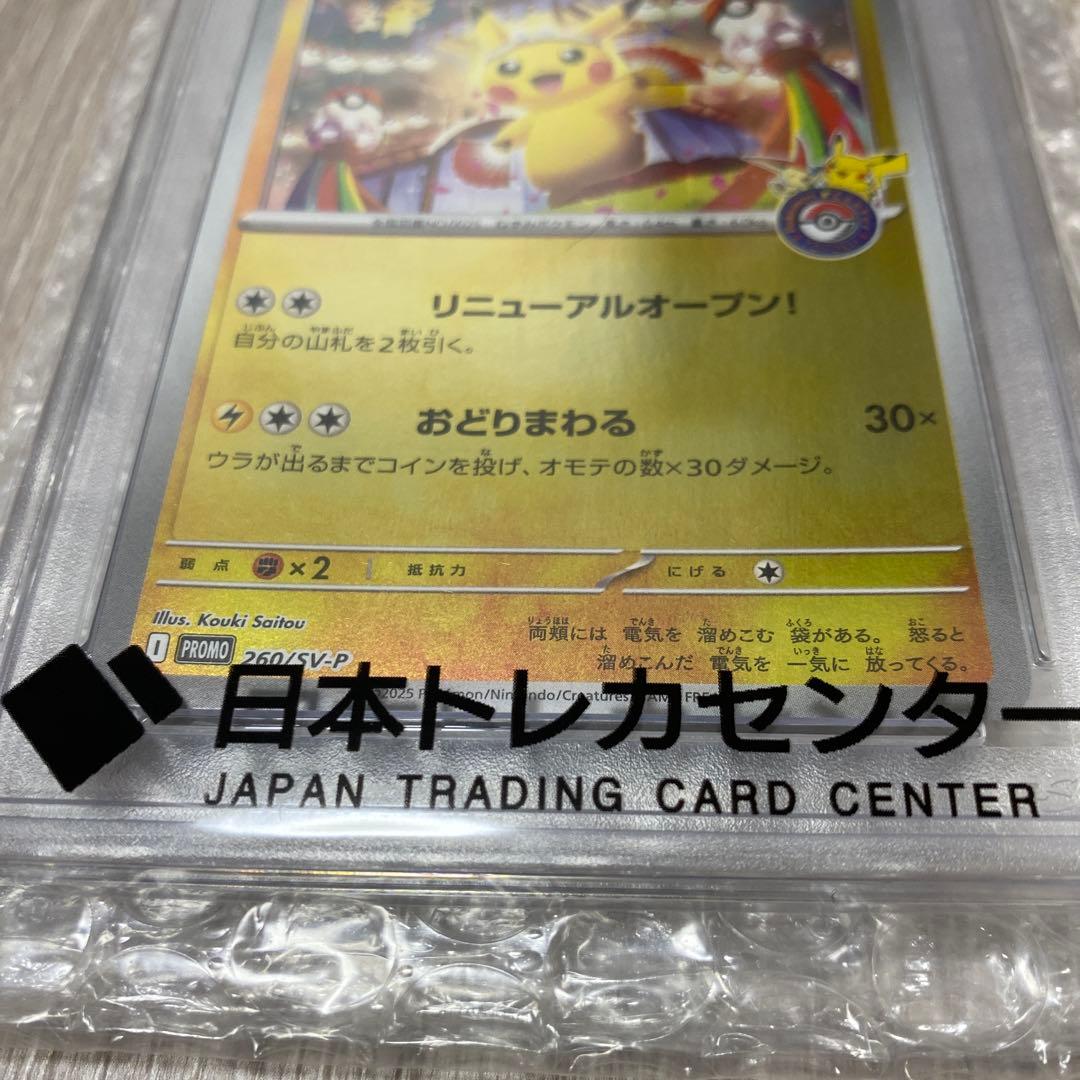 リニューアルオープン!
自分の山札を2枚引く。
おどりまわる 30×
ウラが出るまでコインを投げ、オモテの数×30ダメージ。
弱点 ×2 抵抗力 にげる
Illus. Kouki Saitou
両頬には 電気を 溜めこむ 袋がある。 怒ると
I PROMO 260/SV-P
溜めこんだ 電気を 一気に 放ってくる。
©2025 Pokémon/Nintendo/Creatures
日本トレカセンター
JAPAN TRADING CARD CENTER